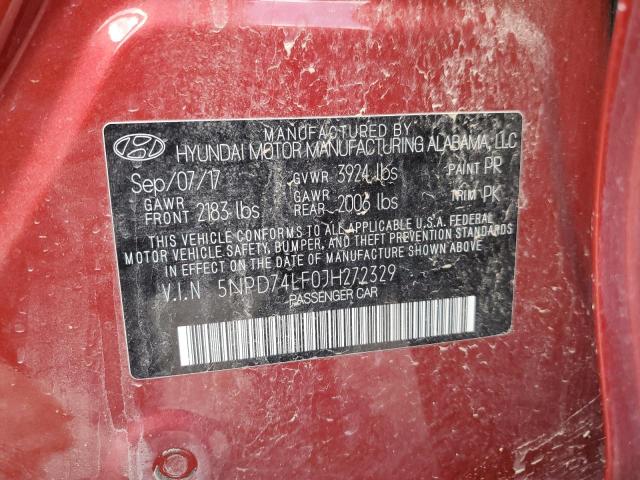 MANUFACTURED BY
HYUNDAI MOTOR MANUFACTURING ALABAMA, LLC
Sep/07/17 GVWR 3924 lbs PAINT PR
GAWR FRONT 2183 lbs GAWR REAR 2006 lbs TRIM PK
THIS VEHICLE CONFORMS TO ALL APPLICABLE U.S.A. FEDERAL
MOTOR VEHICLE SAFETY, BUMPER, AND THEFT PREVENTION
STANDARDS IN EFFECT ON THE DATE OF MANUFACTURE SHOWN
ABOVE.
V.I.N 5NPD74LF0JH272329
PASSENGER CAR